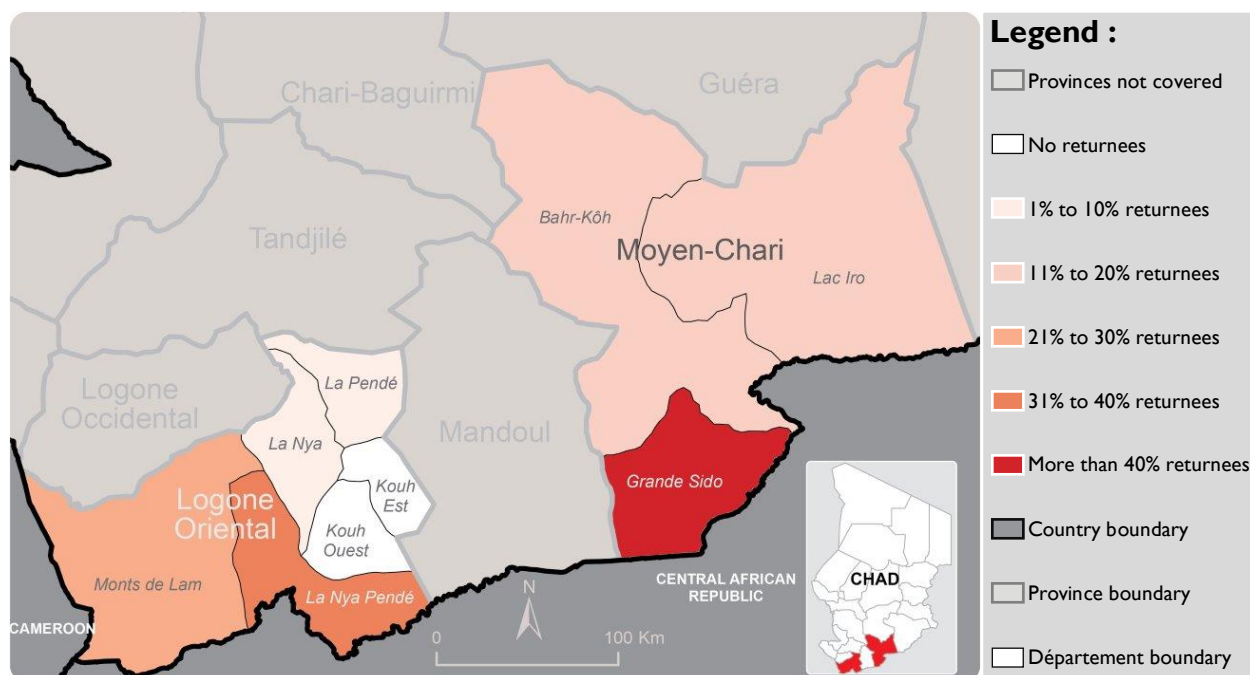 Chari-Baguirmi
Guéra
Bahr-Kôh
Tandjilé
Moyen-Chari
Lac Iro
La Pendé
Logone
Occidental
Mandoul
La Nya
Grande Sido
Kouh
Est
Logone
Oriental
Kouh
Ouest
Monts de Lam
La Nya Pendé
CAMEROON
CENTRAL AFRICAN
REPUBLIC
N
0 100 Km
CHAD
Legend :
Provinces not covered
No returnees
1% to 10% returnees
11% to 20% returnees
21% to 30% returnees
31% to 40% returnees
More than 40% returnees
Country boundary
Province boundary
Département boundary